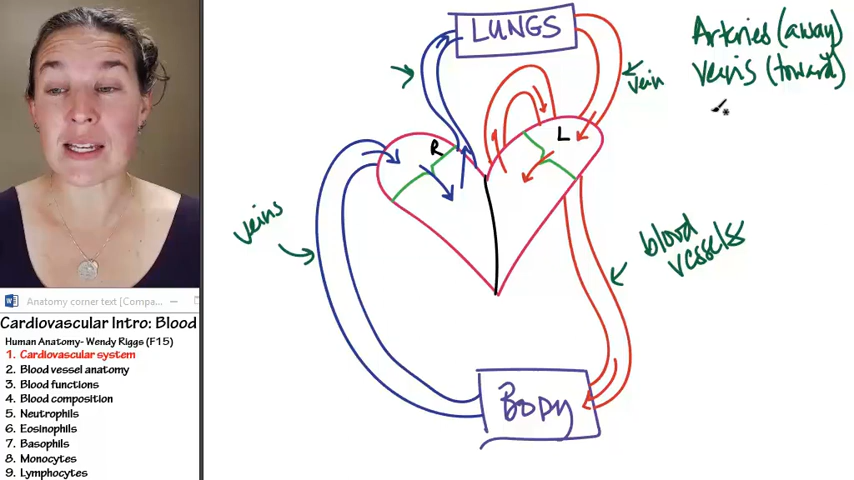 LUNGS
Arteries (away)
veins (toward)
vein
R
L
veins
blood
vessels
BODY
Anatomy corner text [Compa...
Cardiovascular Intro: Blood
Human Anatomy- Wendy Riggs (F15)
1. Cardiovascular system
2. Blood vessel anatomy
3. Blood functions
4. Blood composition
5. Neutrophils
6. Eosinophils
7. Basophils
8. Monocytes
9. Lymphocytes